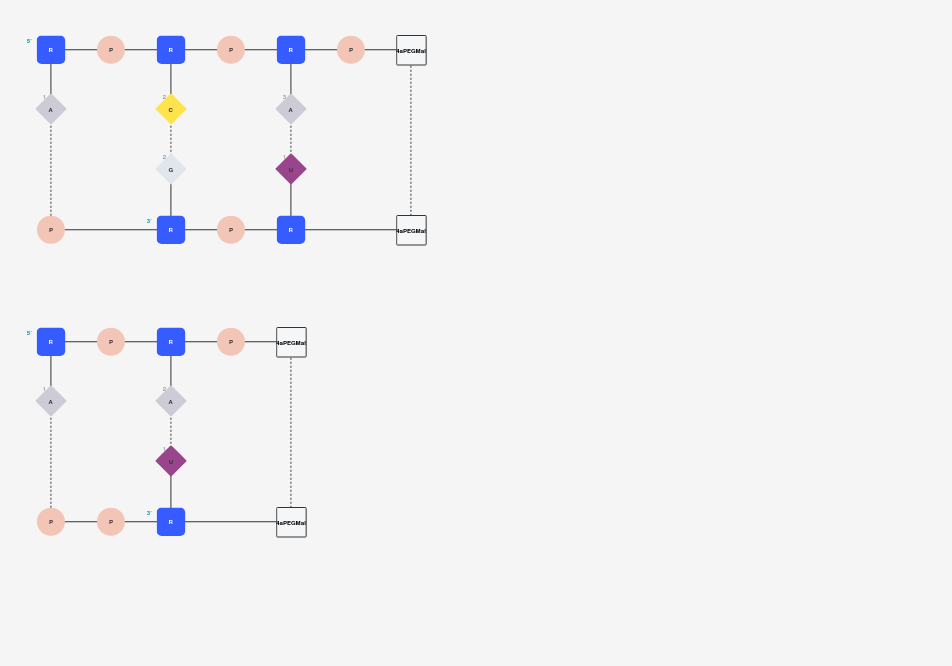 5' R P R P R P 4aPEGMal
1 A 2 C 3 A
2 G 1 U
P 3' R P R 4aPEGMal
5' R P R P 4aPEGMal
1 A 2 A
1 U
P P 3' R 4aPEGMal